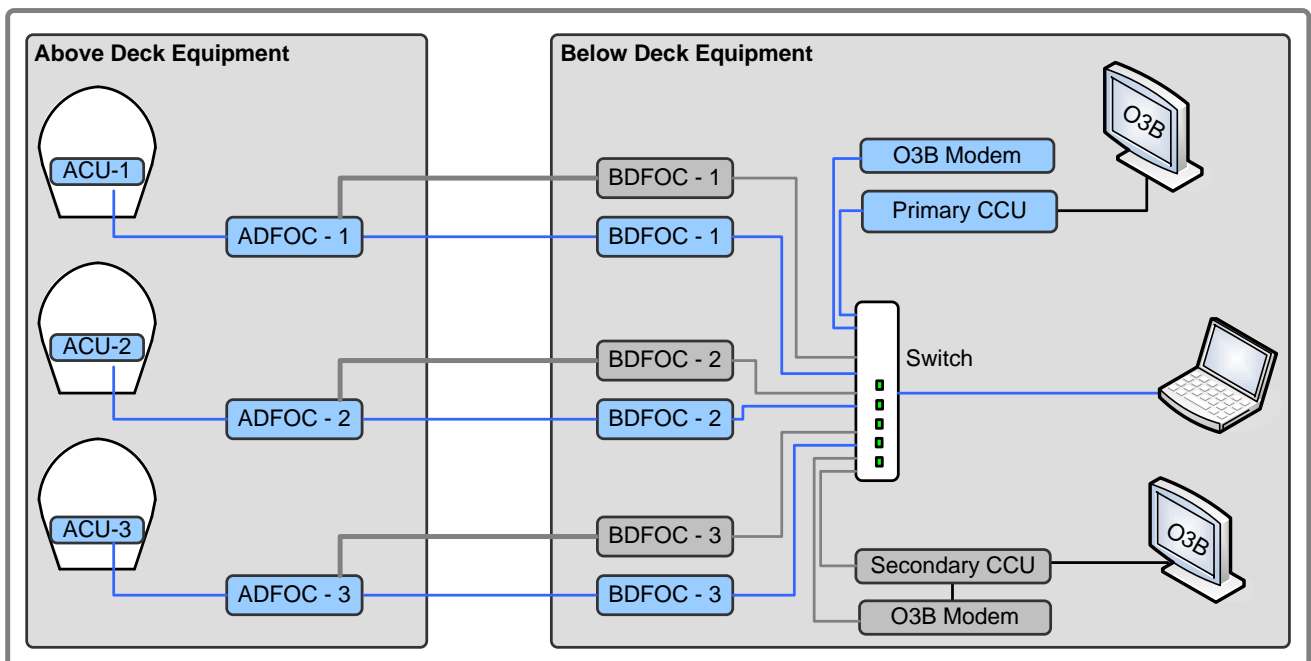 Above Deck Equipment
Below Deck Equipment
O3B
ACU-1
BDFOC - 1
O3B Modem
Primary CCU
ADFOC - 1
BDFOC - 1
ACU-2
BDFOC - 2
Switch
ADFOC - 2
BDFOC - 2
ACU-3
BDFOC - 3
O3B
Secondary CCU
ADFOC - 3
BDFOC - 3
O3B Modem